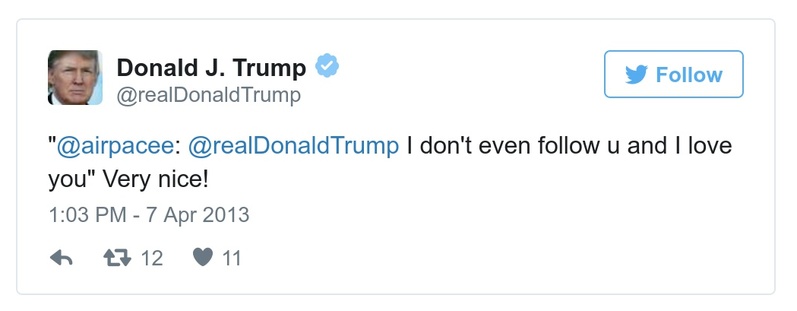 Donald J. Trump
@realDonaldTrump
Follow
"@airpacee: @realDonaldTrump I don't even follow u and I love
you" Very nice!
1:03 PM - 7 Apr 2013
12 11